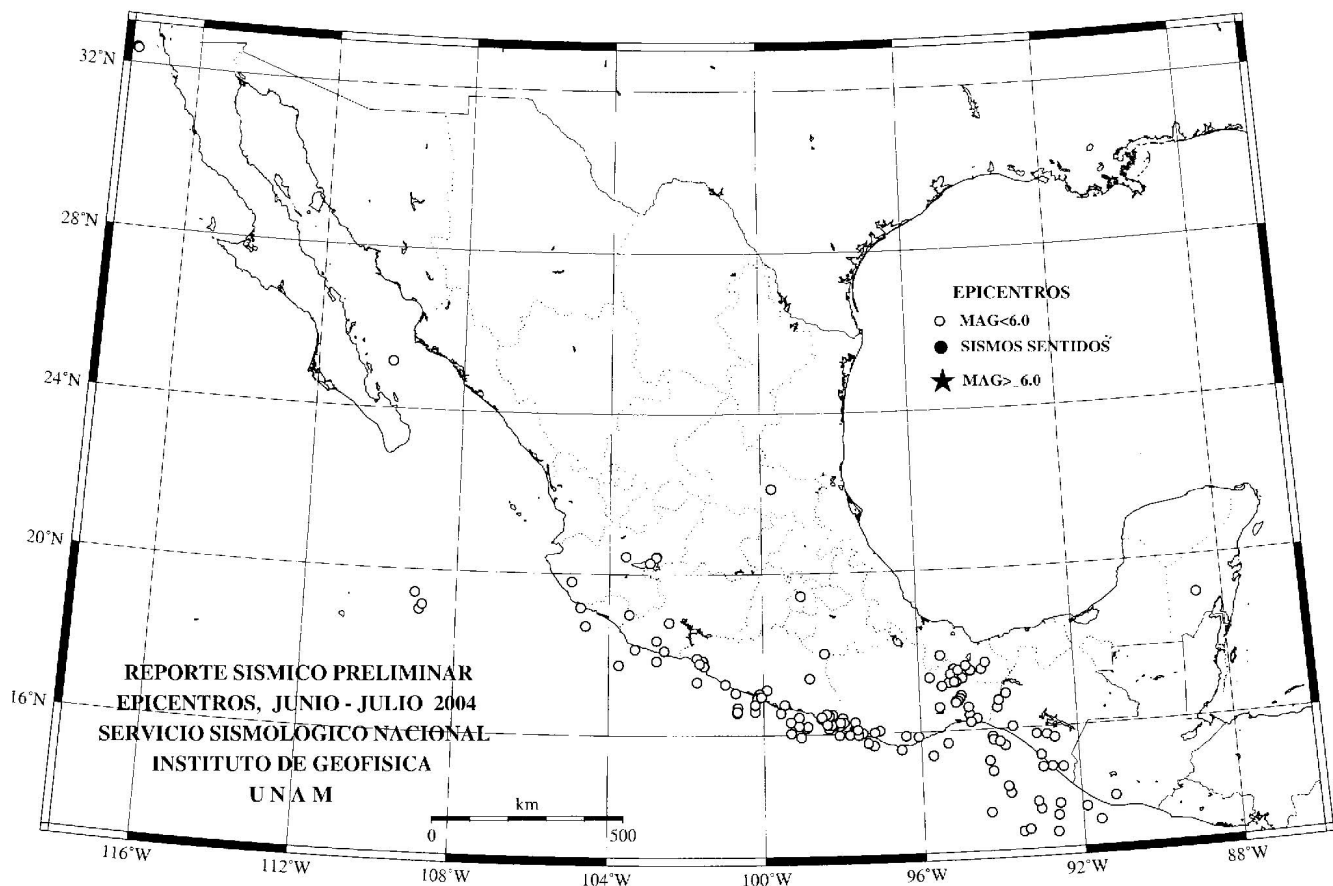 32°N
28°N
24°N
20°N
16°N
EPICENTROS
MAG<6.0
SISMOS SENTIDOS
MAG>_6.0
REPORTE SISMICO PRELIMINAR
EPICENTROS, JUNIO - JULIO 2004
SERVICIO SISMOLOGICO NACIONAL
INSTITUTO DE GEOFISICA
U N A M
km
0 500
116°W 112°W 108°W 104°W 100°W 96°W 92°W 88°W